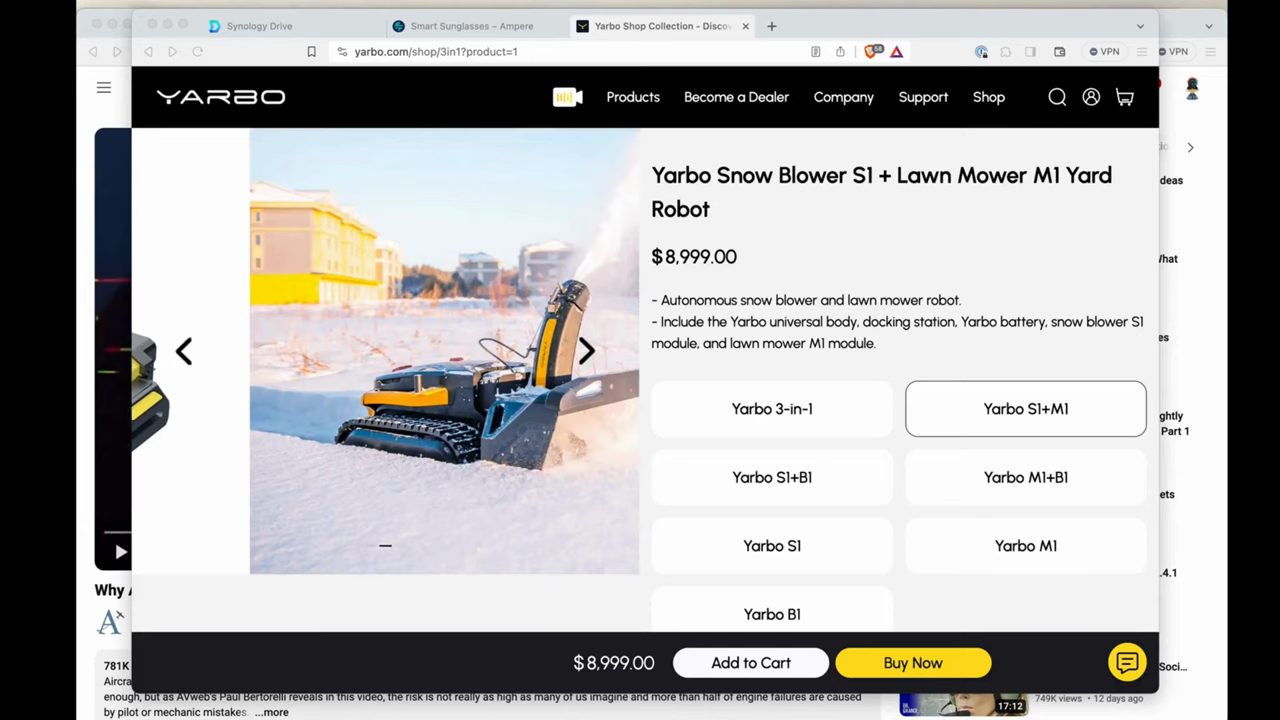 Synology Drive
Smart Sunglasses – Ampere
Yarbo Shop Collection - Discov
yarbo.com/shop/3in1?product=1
58
VPN
VPN
YARBO
Products
Become a Dealer
Company
Support
Shop
Yarbo Snow Blower S1 + Lawn Mower M1 Yard
Robot
$8,999.00
- Autonomous snow blower and lawn mower robot.
- Include the Yarbo universal body, docking station, Yarbo battery, snow blower S1
module, and lawn mower M1 module.
Yarbo 3-in-1
Yarbo S1+M1
Yarbo S1+B1
Yarbo M1+B1
Yarbo S1
Yarbo M1
Yarbo B1
$8,999.00
Add to Cart
Buy Now
deas
hat
es
ghtly
Part 1
ets
.4.1
Soci...
749K views • 12 days ago
17:12
Why
781K
Aircra
enough, but as AVweb's Paul Bertorelli reveals in this video, the risk is not really as high as many of us imagine and more than half of engine failures are caused
by pilot or mechanic mistakes. ...more